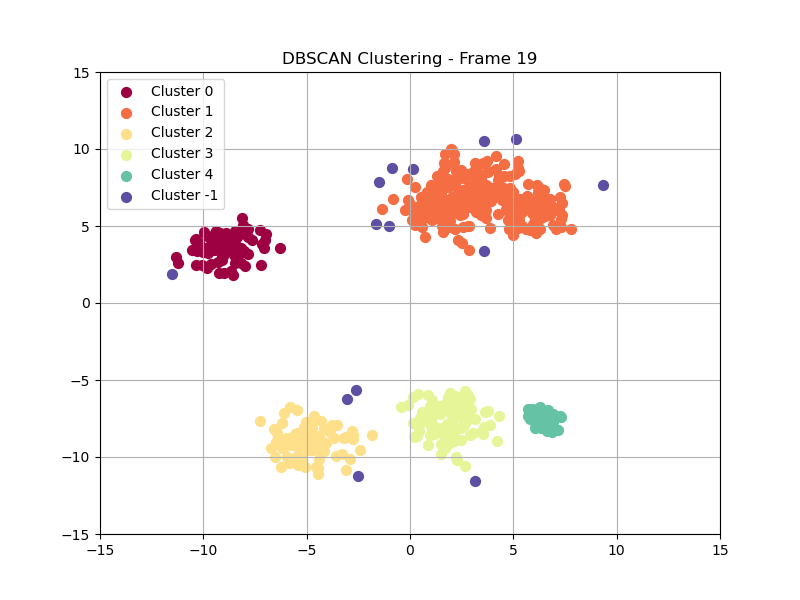 DBSCAN Clustering - Frame 19
Cluster 0
Cluster 1
Cluster 2
Cluster 3
Cluster 4
Cluster -1
15
10
5
0
−5
−10
−15
−15 −10 −5 0 5 10 15